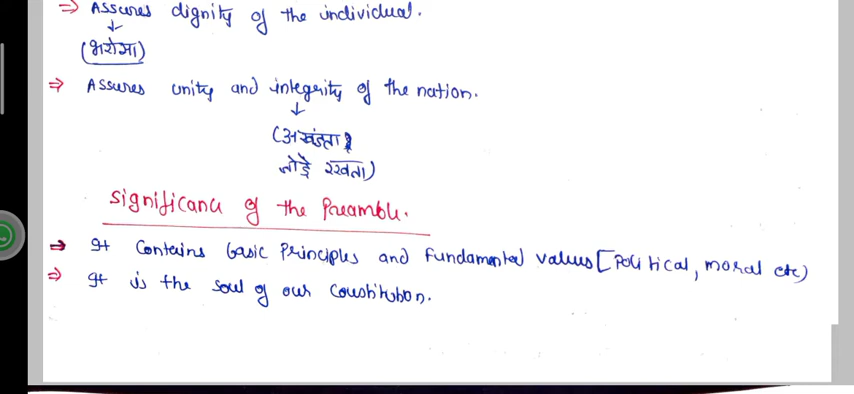 ⇒ Assures dignity of the individual.
↓
(भरोसा)
⇒ Assures unity and integrity of the nation.
↓
(अखंडता,
जोड़े रखना)
Significance of the Preamble.
⇒ It contains basic principles and fundamental values [political, moral etc)
⇒ It is the soul of our Constitution.